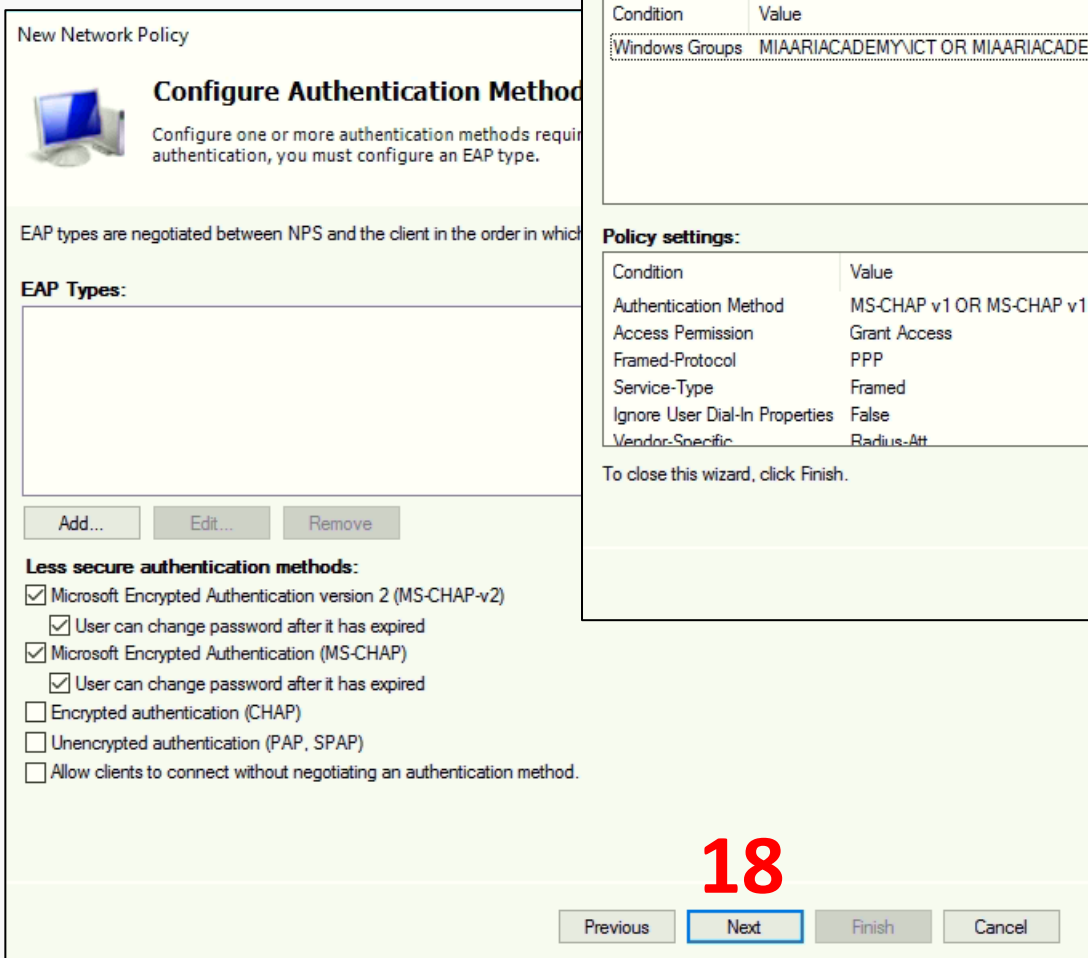 New Network Policy
Configure Authentication Method
Configure one or more authentication methods requir
authentication, you must configure an EAP type.
EAP types are negotiated between NPS and the client in the order in which
EAP Types:
Add...
Edit...
Remove
Less secure authentication methods:
Microsoft Encrypted Authentication version 2 (MS-CHAP-v2)
User can change password after it has expired
Microsoft Encrypted Authentication (MS-CHAP)
User can change password after it has expired
Encrypted authentication (CHAP)
Unencrypted authentication (PAP, SPAP)
Allow clients to connect without negotiating an authentication method.
18
Previous Next Finish Cancel
Condition Value
Windows Groups MIAARIACADEMY\ICT OR MIAARIACADE
Policy settings:
Condition Value
Authentication Method MS-CHAP v1 OR MS-CHAP v1
Access Permission Grant Access
Framed-Protocol PPP
Service-Type Framed
Ignore User Dial-In Properties False
Vendor-Specific Radius-Att
To close this wizard, click Finish.